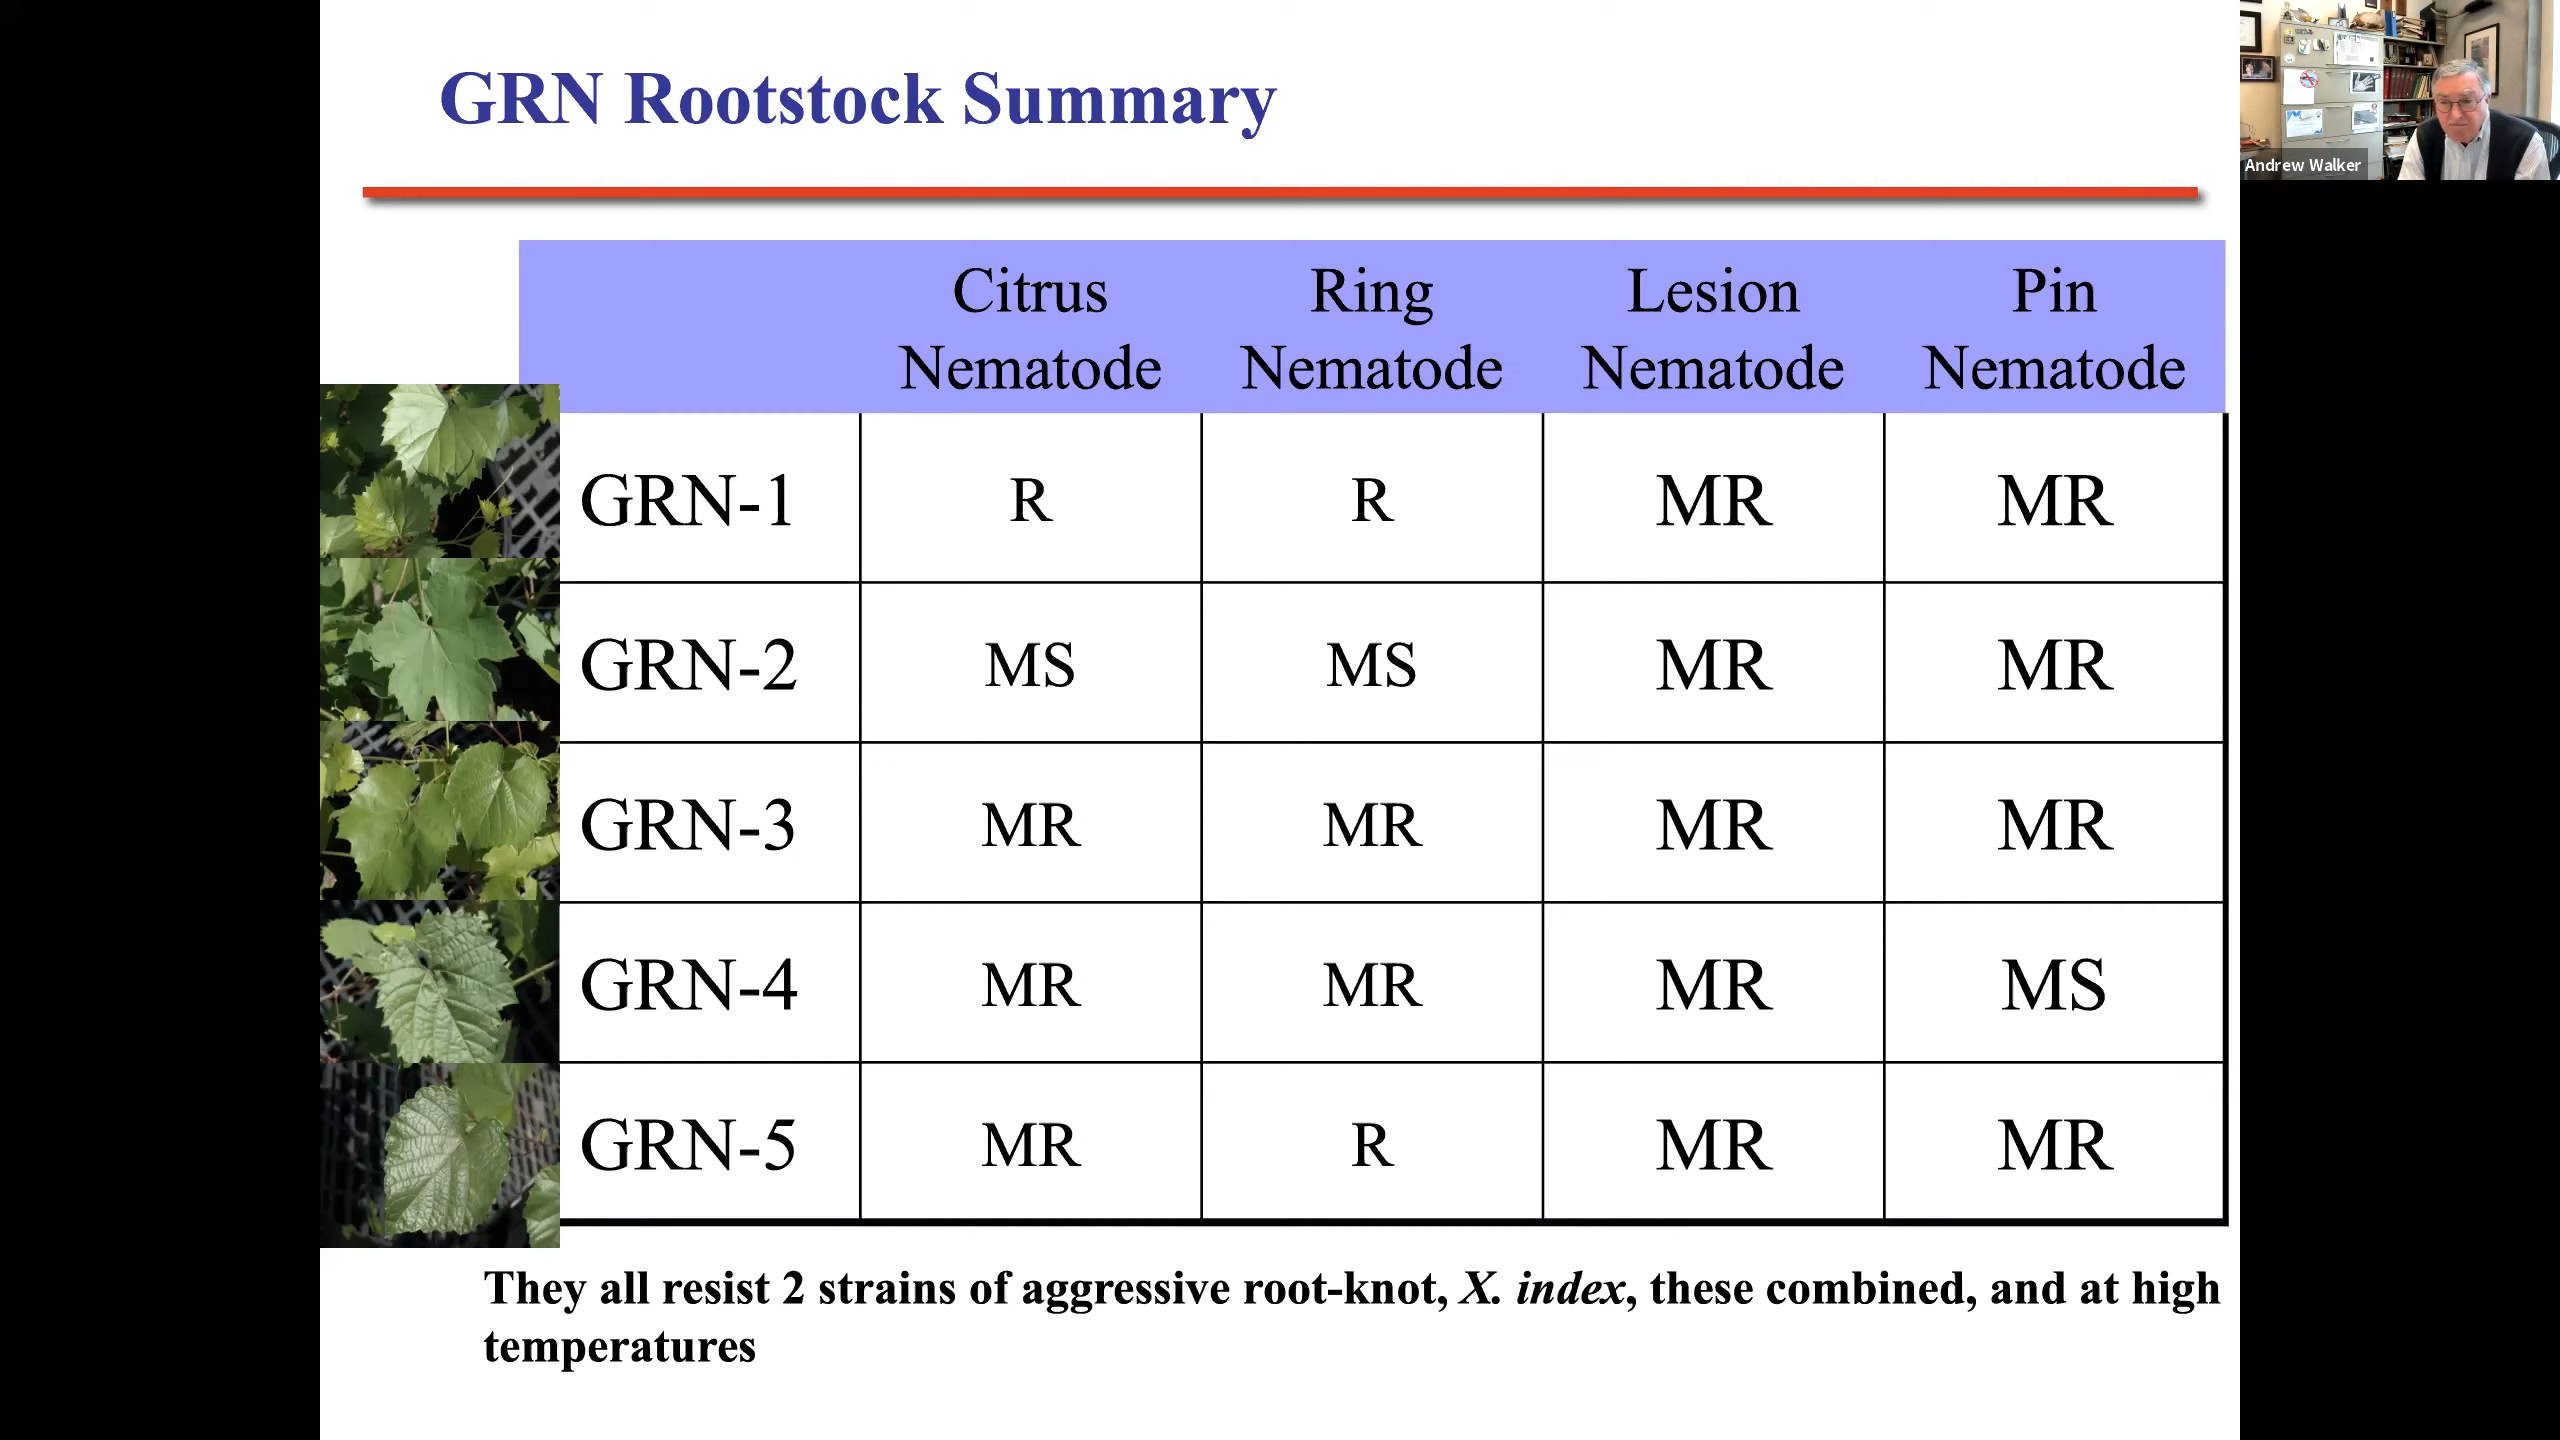 GRN Rootstock Summary
Andrew Walker
Citrus Nematode Ring Nematode Lesion Nematode Pin Nematode
GRN-1 R R MR MR
GRN-2 MS MS MR MR
GRN-3 MR MR MR MR
GRN-4 MR MR MR MS
GRN-5 MR R MR MR
They all resist 2 strains of aggressive root-knot, X. index, these combined, and at high
temperatures